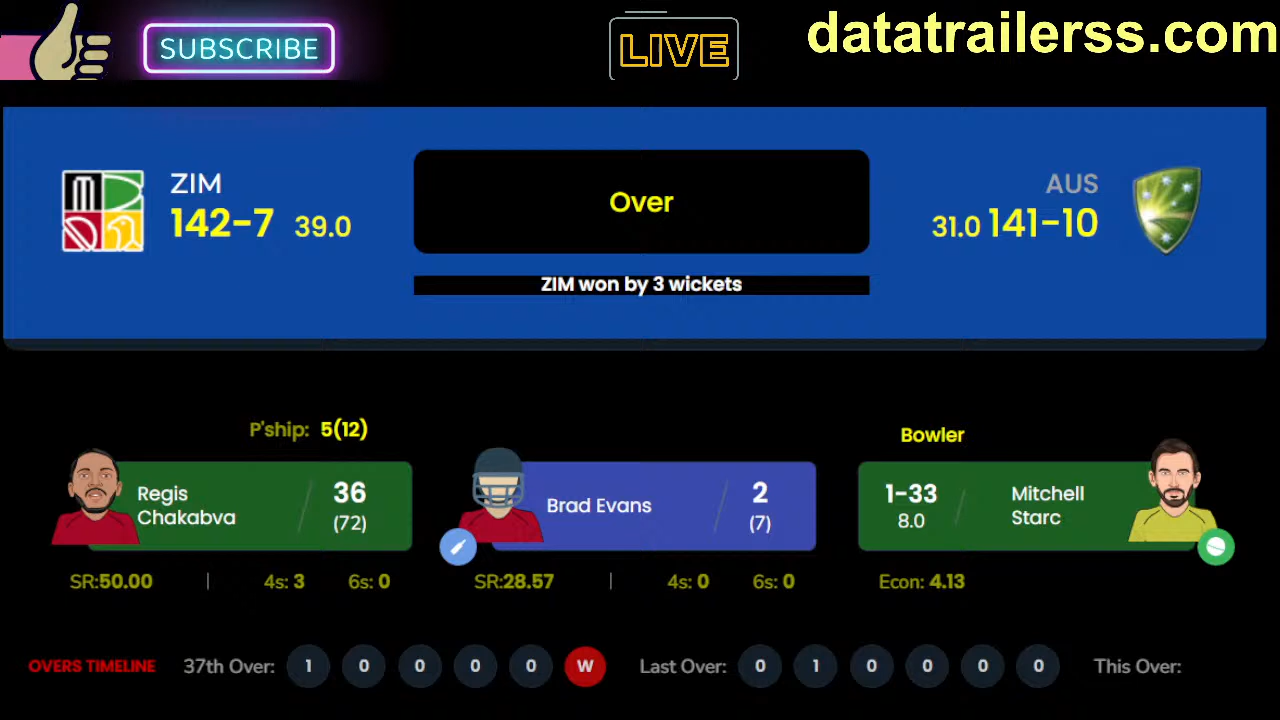 SUBSCRIBE
LIVE
datatrailerss.com
ZIM
142-7 39.0
Over
ZIM won by 3 wickets
AUS
31.0 141-10
P'ship: 5(12)
Regis
Chakabva
36
(72)
SR:50.00 | 4s: 3 6s: 0
Brad Evans
2
(7)
SR:28.57 | 4s: 0 6s: 0
Bowler
1-33
8.0
Mitchell
Starc
Econ: 4.13
OVERS TIMELINE 37th Over: 1 0 0 0 0 W Last Over: 0 1 0 0 0 0 This Over: